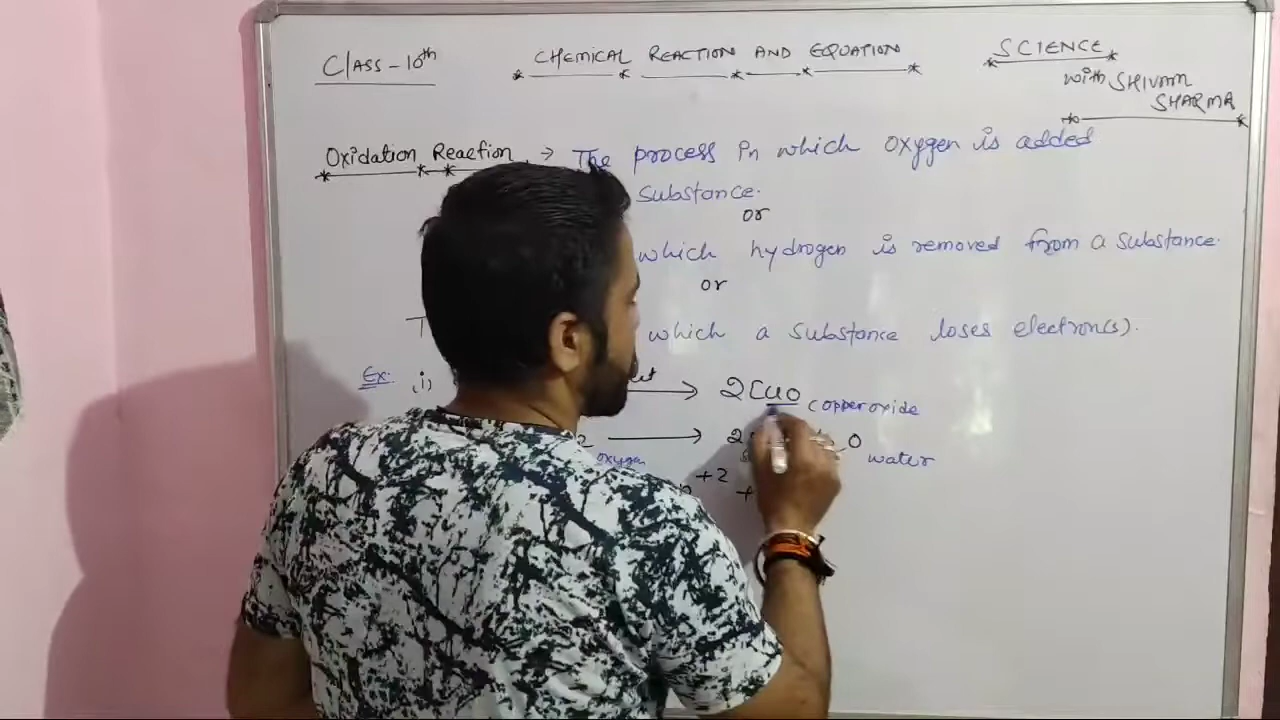 Class-10th
CHEMICAL REACTION AND EQUATION
SCIENCE
with SHIVAM
SHARMA
Oxidation Reaction → The process in which oxygen is added
substance.
or
which hydrogen is removed from a substance.
or
which a substance loses electron(s).
Ex: (i) → 2CuO copper oxide
2 → 2 O
oxygen water
+2 +